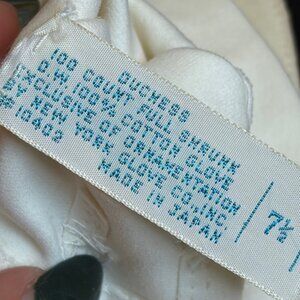 DUCHESS
100 COUNT FULL SHRUNK
D/W 100% COTTON GLOVE
EXCLUSIVE OF ORNAMENTATION
NEW YORK GLOVE CO. INC.
#10402 MADE IN JAPAN
7½